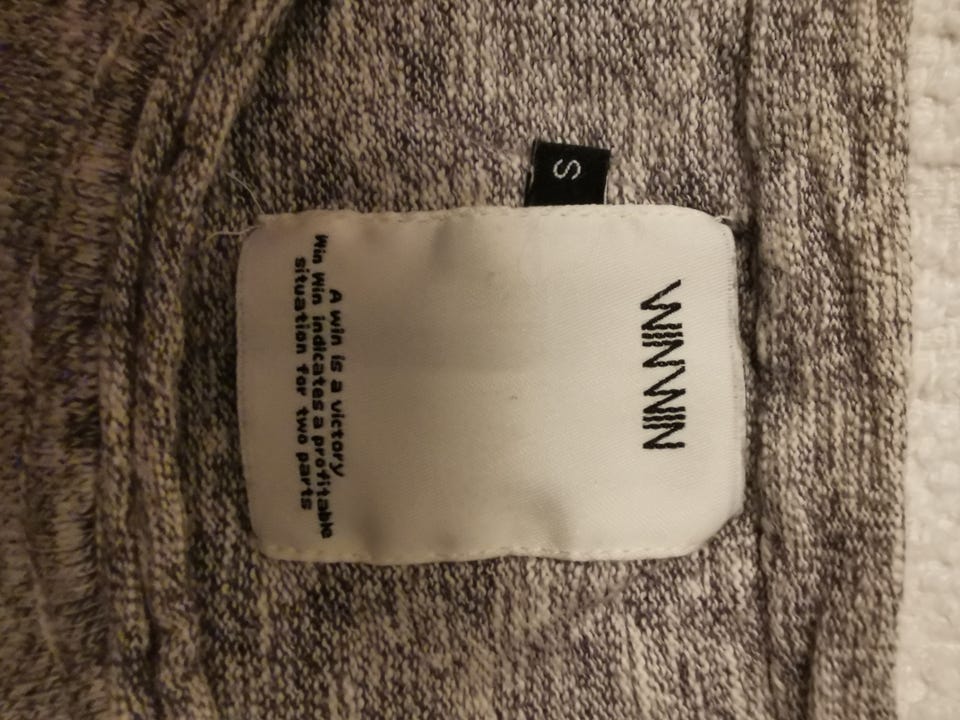 WINWIN
S
A win is a victory,
Win Win indicates a profitable
situation for two parts